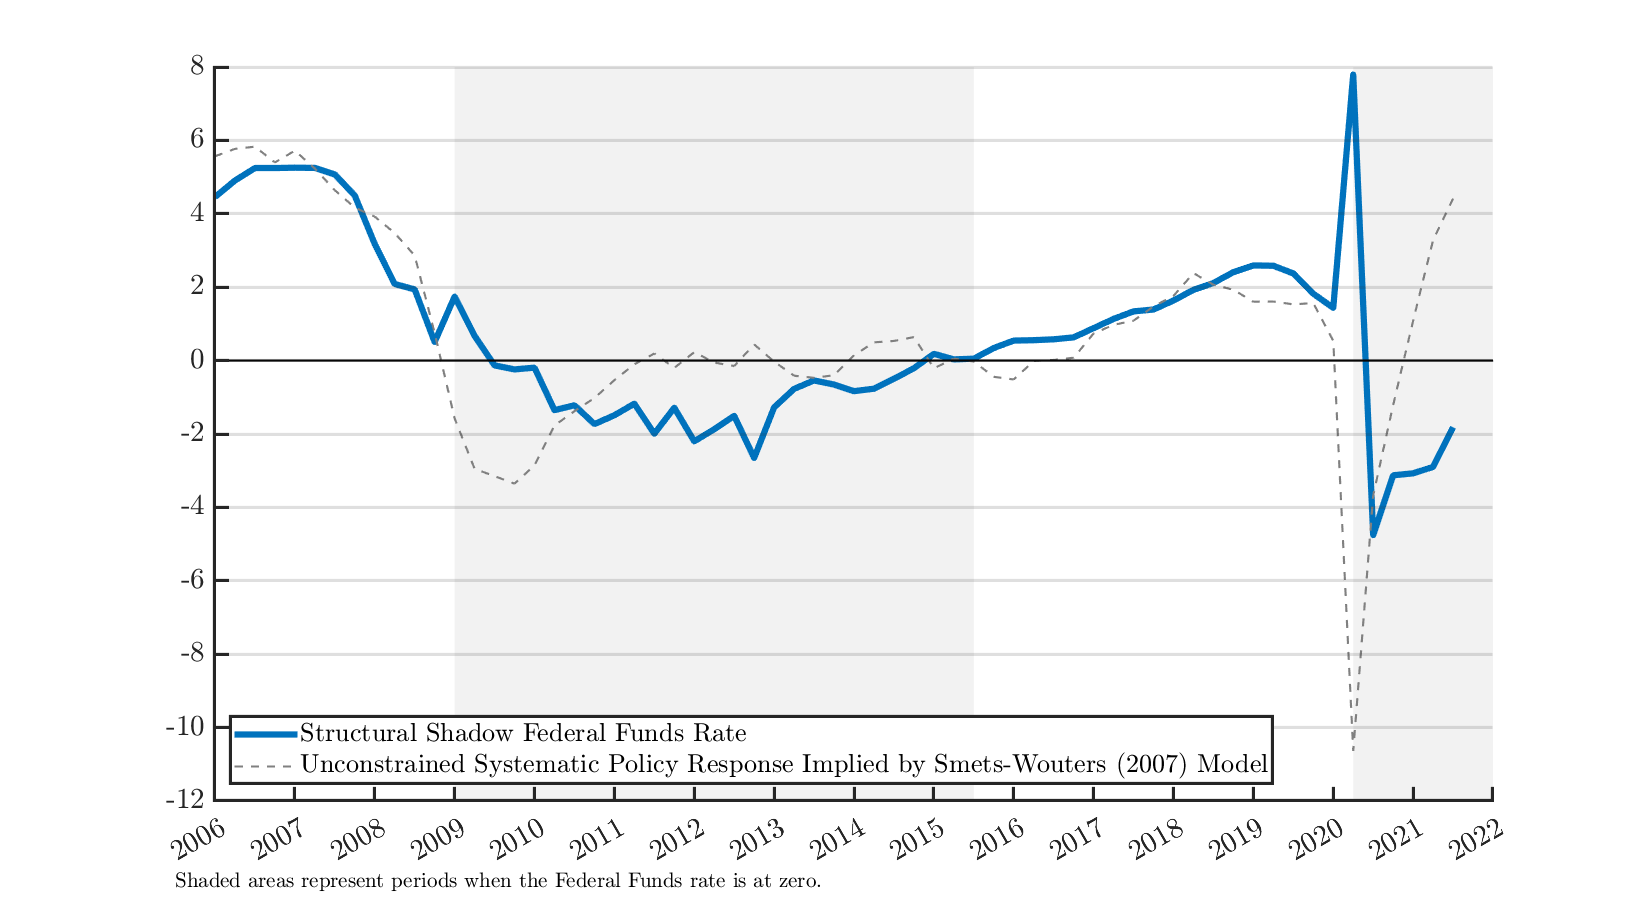 8
6
4
2
0
-2
-4
-6
-8
-10
-12
Structural Shadow Federal Funds Rate
Unconstrained Systematic Policy Response Implied by Smets-Wouters (2007) Model
2006 2007 2008 2009 2010 2011 2012 2013 2014 2015 2016 2017 2018 2019 2020 2021 2022
Shaded areas represent periods when the Federal Funds rate is at zero.